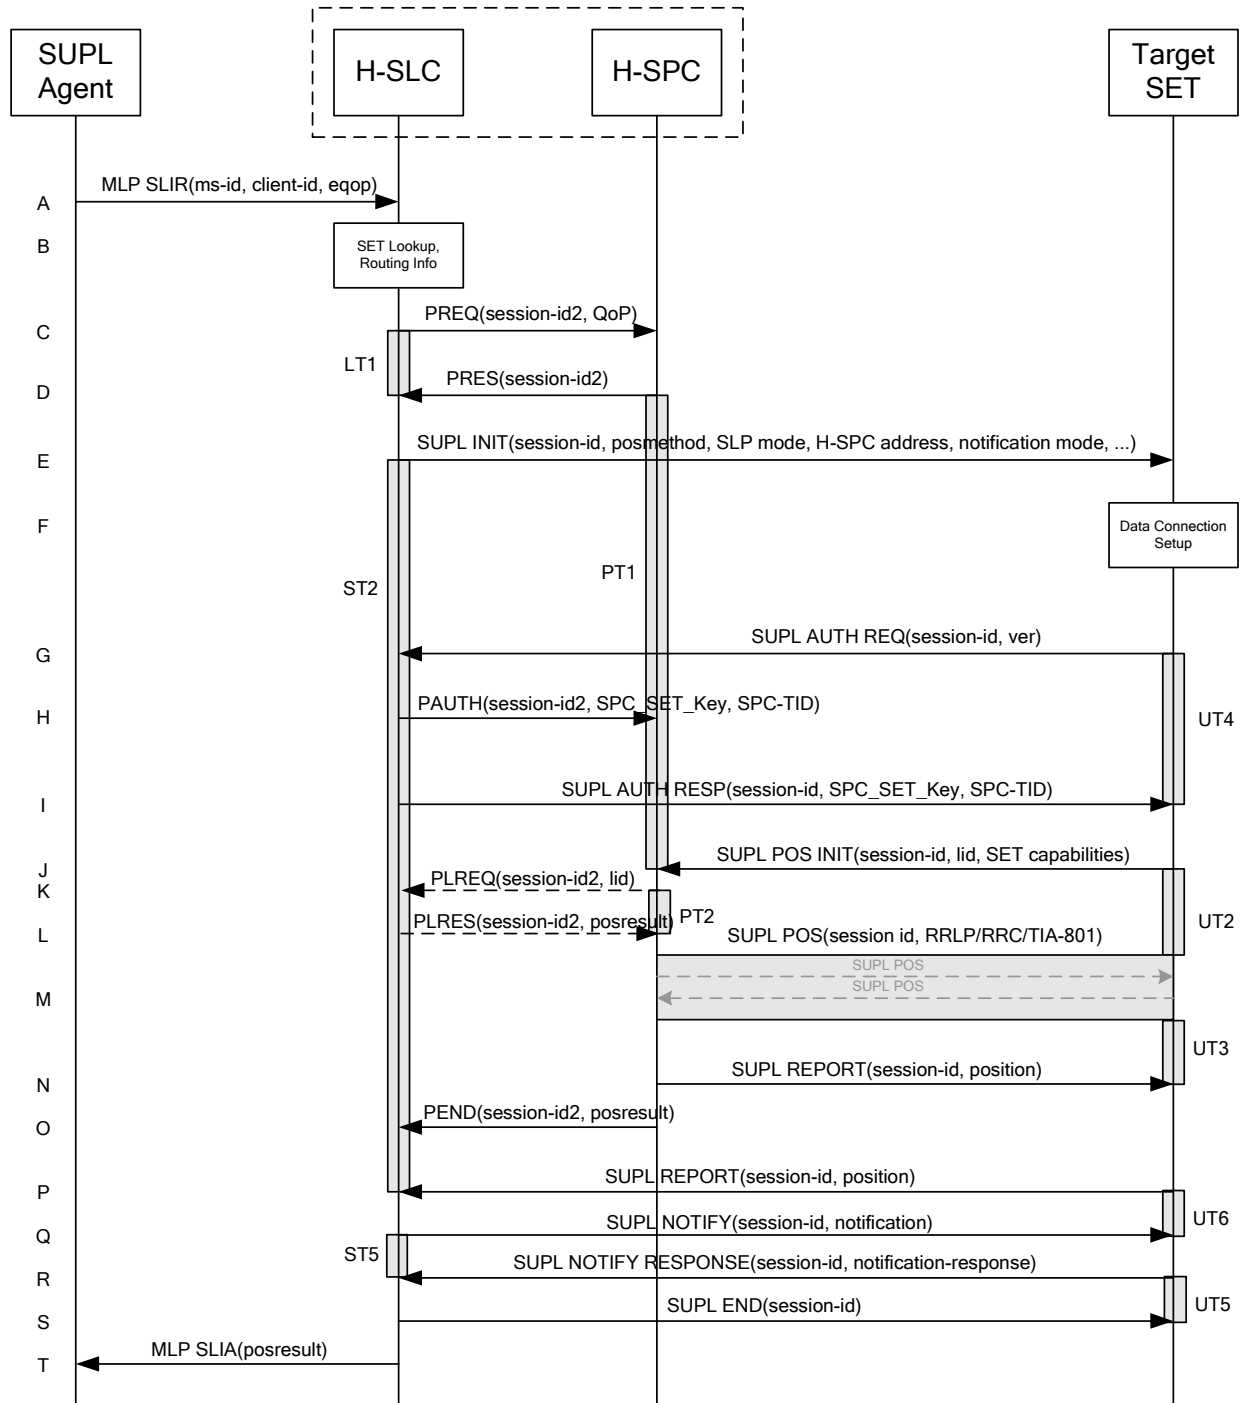 SUPL
Agent
H-SLC
H-SPC
Target
SET
A
MLP SLIR(ms-id, client-id, eqop)
B
SET Lookup,
Routing Info
C
PREQ(session-id2, QoP)
LT1
D
PRES(session-id2)
E
SUPL INIT(session-id, posmethod, SLP mode, H-SPC address, notification mode, ...)
F
Data Connection
Setup
PT1
ST2
G
SUPL AUTH REQ(session-id, ver)
H
PAUTH(session-id2, SPC_SET_Key, SPC-TID)
UT4
I
SUPL AUTH RESP(session-id, SPC_SET_Key, SPC-TID)
J
SUPL POS INIT(session-id, lid, SET capabilities)
K
PLREQ(session-id2, lid)
PT2
UT2
L
PLRES(session-id2, posresult)
SUPL POS(session id, RRLP/RRC/TIA-801)
SUPL POS
M
SUPL POS
UT3
N
SUPL REPORT(session-id, position)
O
PEND(session-id2, posresult)
P
SUPL REPORT(session-id, position)
UT6
Q
SUPL NOTIFY(session-id, notification)
ST5
R
SUPL NOTIFY RESPONSE(session-id, notification-response)
UT5
S
SUPL END(session-id)
T
MLP SLIA(posresult)